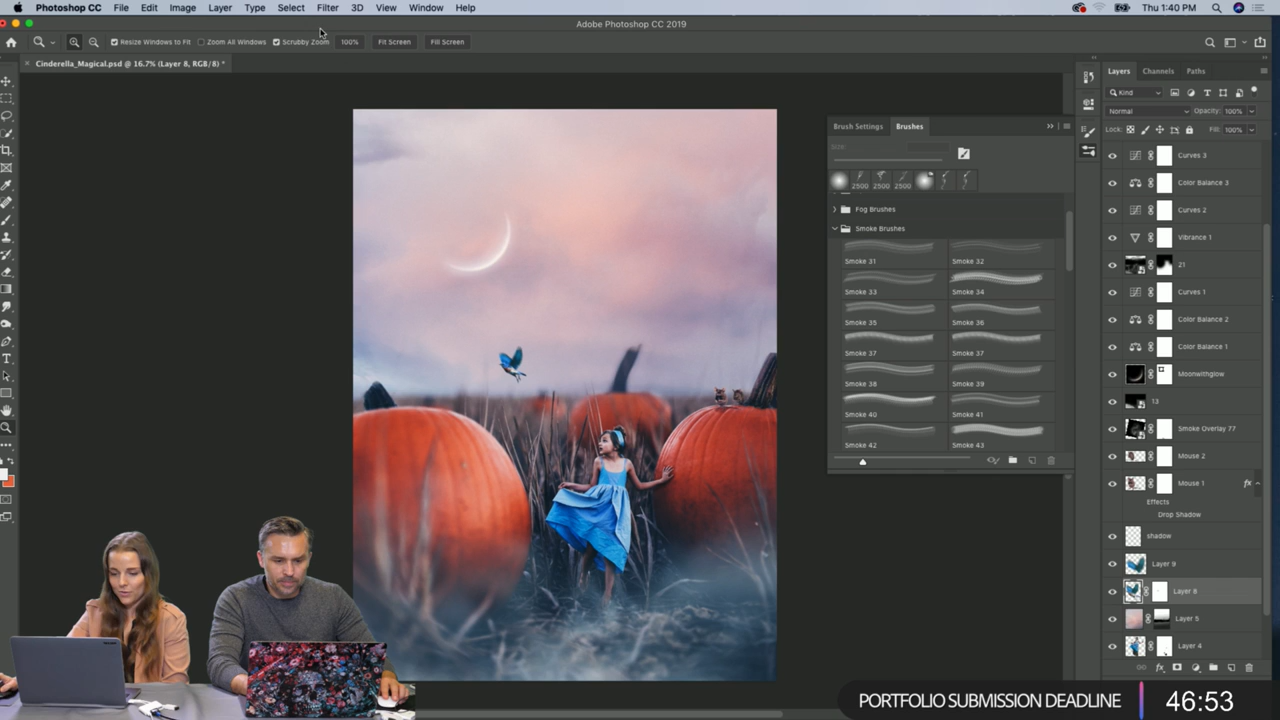 Photoshop CC File Edit Image Layer Type Select Filter 3D View Window Help Thu 1:40 PM
Adobe Photoshop CC 2019
Resize Windows to Fit Zoom All Windows Scrubby Zoom 100% Fit Screen Fill Screen
× Cinderella_Magical.psd @ 16.7% (Layer 8, RGB/8) *
Brush Settings Brushes
Size:
2500 2500 2500
Fog Brushes
Smoke Brushes
Smoke 31 Smoke 32
Smoke 33 Smoke 34
Smoke 35 Smoke 36
Smoke 37 Smoke 37
Smoke 38 Smoke 39
Smoke 40 Smoke 41
Smoke 42 Smoke 43
Layers Channels Paths
Kind
Normal Opacity: 100%
Lock: Fill: 100%
Curves 3
Color Balance 3
Curves 2
Vibrance 1
21
Curves 1
Color Balance 2
Color Balance 1
Moonwithglow
13
Smoke Overlay 77
Mouse 2
Mouse 1 fx
Effects
Drop Shadow
shadow
Layer 9
Layer 8
Layer 5
Layer 4
PORTFOLIO SUBMISSION DEADLINE 46:53